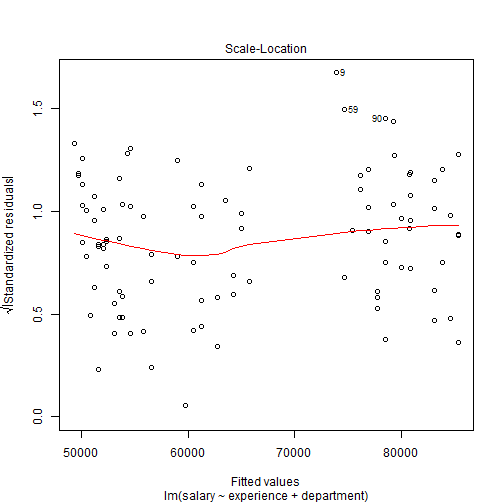 Scale-Location
√|Standardized residuals|
1.5
1.0
0.5
0.0
9
59
90
50000 60000 70000 80000
Fitted values
lm(salary ~ experience + department)